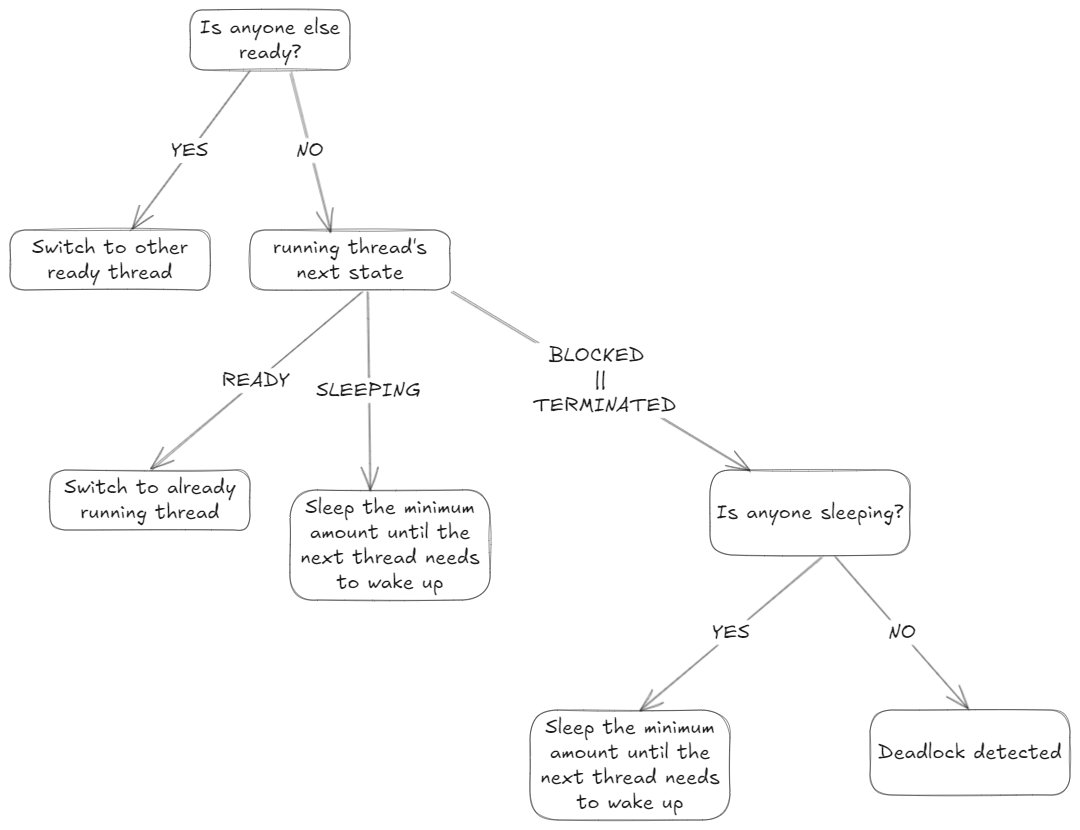 Is anyone else
ready?
YES
NO
Switch to other
ready thread
running thread's
next state
READY
SLEEPING
BLOCKED
||
TERMINATED
Switch to already
running thread
Sleep the minimum
amount until the
next thread needs
to wake up
Is anyone sleeping?
YES
NO
Sleep the minimum
amount until the
next thread needs
to wake up
Deadlock detected